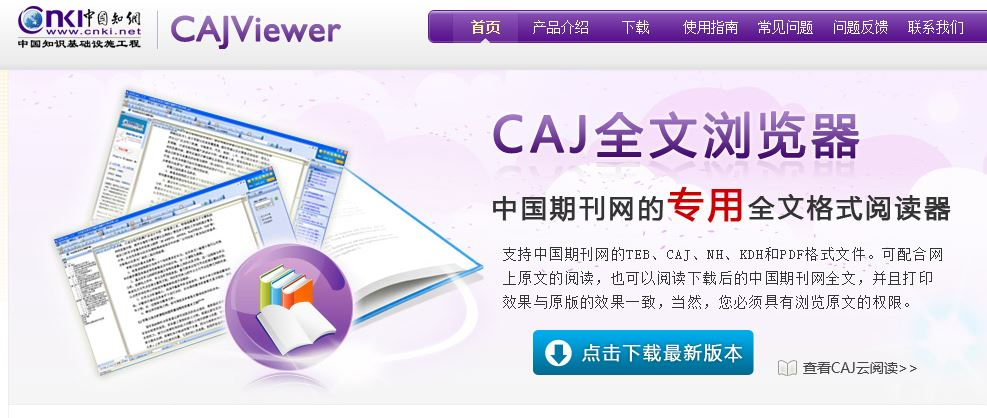 CNKI中国知网
www.cnki.net
中国知识基础设施工程
CAJViewer
首页 产品介绍 下载 使用指南 常见问题 问题反馈 联系我们
CAJ全文浏览器
中国期刊网的专用全文格式阅读器
支持中国期刊网的TEB、CAJ、NH、KDH和PDF格式文件。可配合网
上原文的阅读，也可以阅读下载后的中国期刊网全文，并且打印
效果与原版的效果一致，当然，您必须具有浏览原文的权限。
点击下载最新版本
查看CAJ云阅读>>